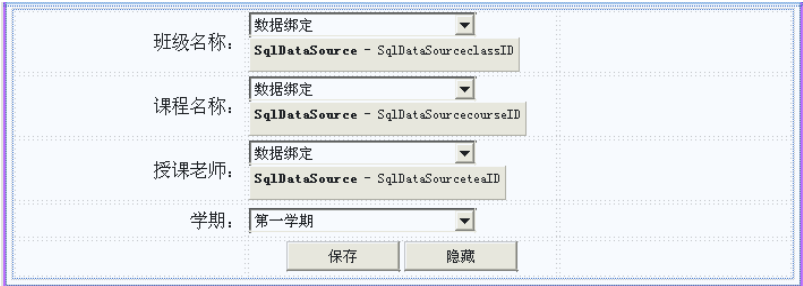 班级名称： 数据绑定
SqlDataSource - SqlDataSourceclassID
课程名称： 数据绑定
SqlDataSource - SqlDataSourcecourseID
授课老师： 数据绑定
SqlDataSource - SqlDataSourceteaID
学期： 第一学期
保存 隐藏